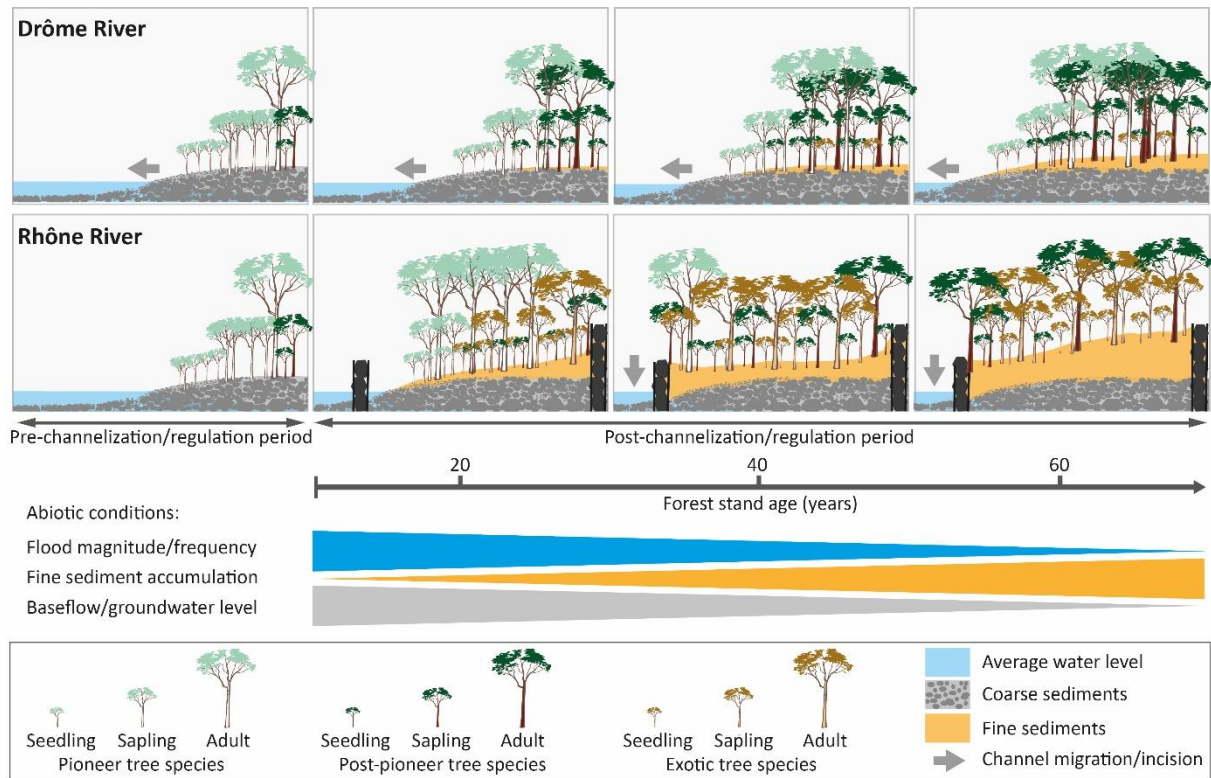 Drôme River
Rhône River
Pre-channelization/regulation period
Post-channelization/regulation period
20
40
60
Forest stand age (years)
Abiotic conditions:
Flood magnitude/frequency
Fine sediment accumulation
Baseflow/groundwater level
Seedling Sapling Adult
Pioneer tree species
Seedling Sapling Adult
Post-pioneer tree species
Seedling Sapling Adult
Exotic tree species
Average water level
Coarse sediments
Fine sediments
Channel migration/incision